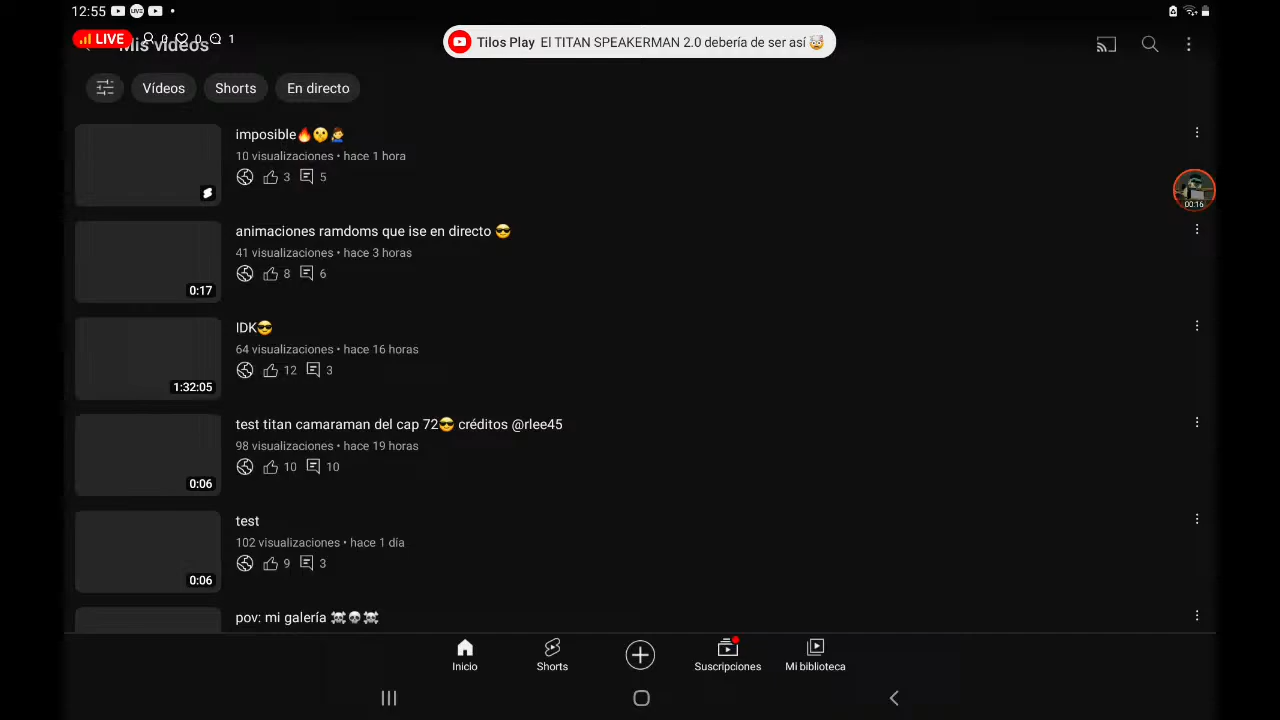 12:55
LIVE 0 0 1
Mis vídeos
Tilos Play El TITAN SPEAKERMAN 2.0 debería de ser así 🤯
Vídeos Shorts En directo
imposible🔥🤫🤦‍♂️
10 visualizaciones • hace 1 hora
3 5
00:16
animaciones ramdoms que ise en directo 😎
41 visualizaciones • hace 3 horas
8 6
0:17
IDK😎
64 visualizaciones • hace 16 horas
12 3
1:32:05
test titan camaraman del cap 72😎 créditos @rlee45
98 visualizaciones • hace 19 horas
10 10
0:06
test
102 visualizaciones • hace 1 día
9 3
0:06
pov: mi galería ☠️💀☠️
Inicio Shorts Suscripciones Mi biblioteca